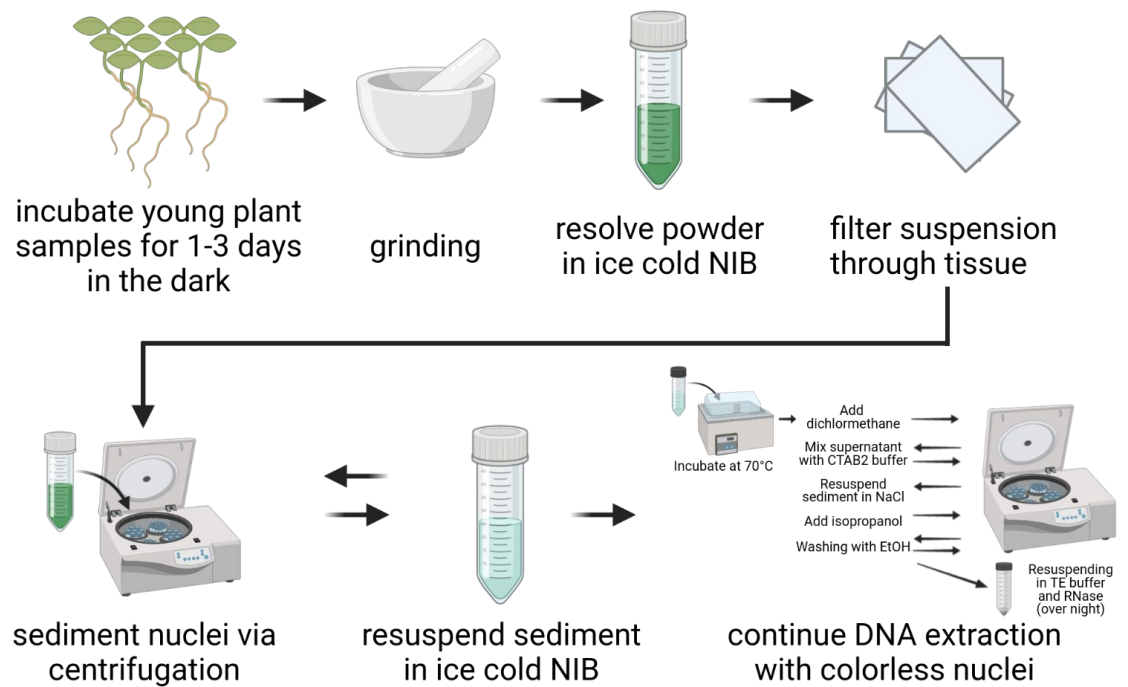 incubate young plant
samples for 1-3 days
in the dark
grinding
resolve powder
in ice cold NIB
filter suspension
through tissue
sediment nuclei via
centrifugation
resuspend sediment
in ice cold NIB
Incubate at 70°C
Add
dichlormethane
Mix supernatant
with CTAB2 buffer
Resuspend
sediment in NaCl
Add isopropanol
Washing with EtOH
Resuspending
in TE buffer
and RNase
(over night)
continue DNA extraction
with colorless nuclei